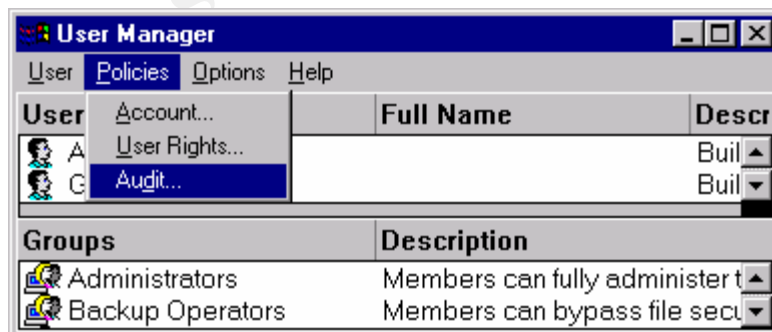 User Manager
User Policies Options Help
User Full Name Descr
Account...
User Rights...
Audit...
A Buil
G Buil
Groups Description
Administrators Members can fully administer t
Backup Operators Members can bypass file secu